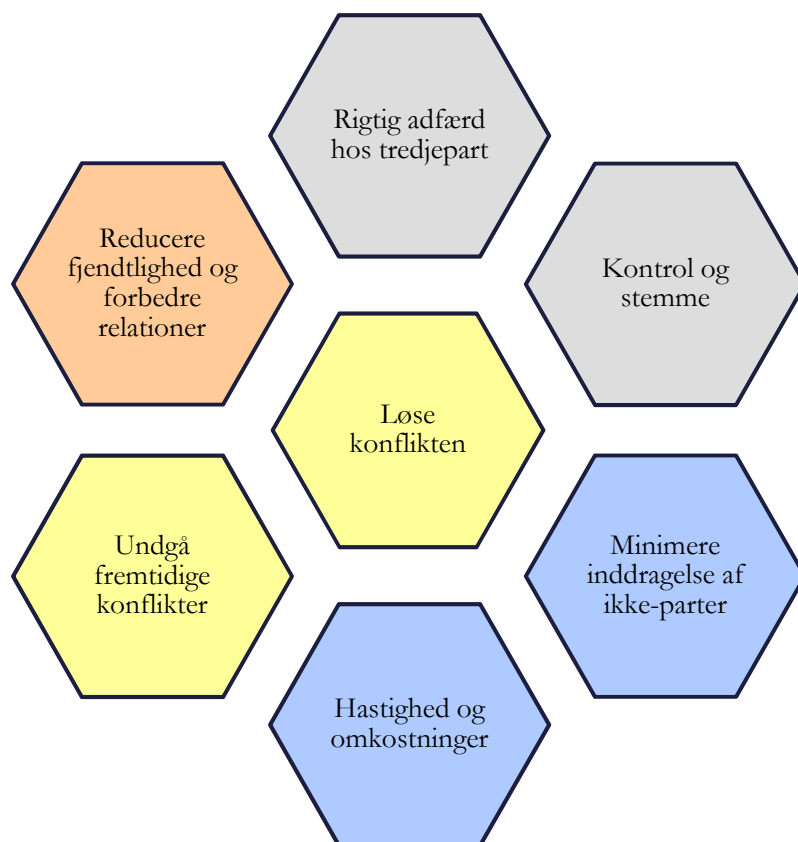 Rigtig adfærd
hos tredjepart
Reducere
fjendtlighed og
forbedre
relationer
Kontrol og
stemme
Løse
konflikten
Undgå
fremtidige
konflikter
Minimere
inddragelse af
ikke-parter
Hastighed og
omkostninger